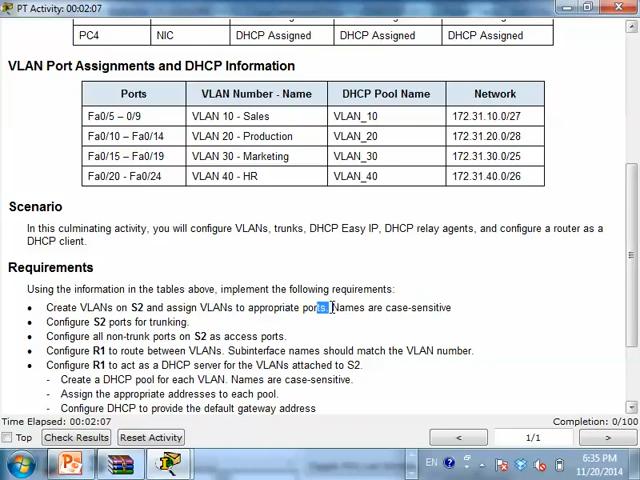 PT Activity: 00:02:07
PC4 NIC DHCP Assigned DHCP Assigned DHCP Assigned
VLAN Port Assignments and DHCP Information
Ports VLAN Number - Name DHCP Pool Name Network
Fa0/5 – 0/9 VLAN 10 - Sales VLAN_10 172.31.10.0/27
Fa0/10 – Fa0/14 VLAN 20 - Production VLAN_20 172.31.20.0/28
Fa0/15 – Fa0/19 VLAN 30 - Marketing VLAN_30 172.31.30.0/25
Fa0/20 - Fa0/24 VLAN 40 - HR VLAN_40 172.31.40.0/26
Scenario
In this culminating activity, you will configure VLANs, trunks, DHCP Easy IP, DHCP relay agents, and configure a router as a
DHCP client.
Requirements
Using the information in the tables above, implement the following requirements:
• Create VLANs on S2 and assign VLANs to appropriate ports. Names are case-sensitive
• Configure S2 ports for trunking.
• Configure all non-trunk ports on S2 as access ports.
• Configure R1 to route between VLANs. Subinterface names should match the VLAN number.
• Configure R1 to act as a DHCP server for the VLANs attached to S2.
- Create a DHCP pool for each VLAN. Names are case-sensitive.
- Assign the appropriate addresses to each pool.
- Configure DHCP to provide the default gateway address
Time Elapsed: 00:02:07 Completion: 0/100
Top Check Results Reset Activity < 1/1 >
EN 6:35 PM
11/20/2014